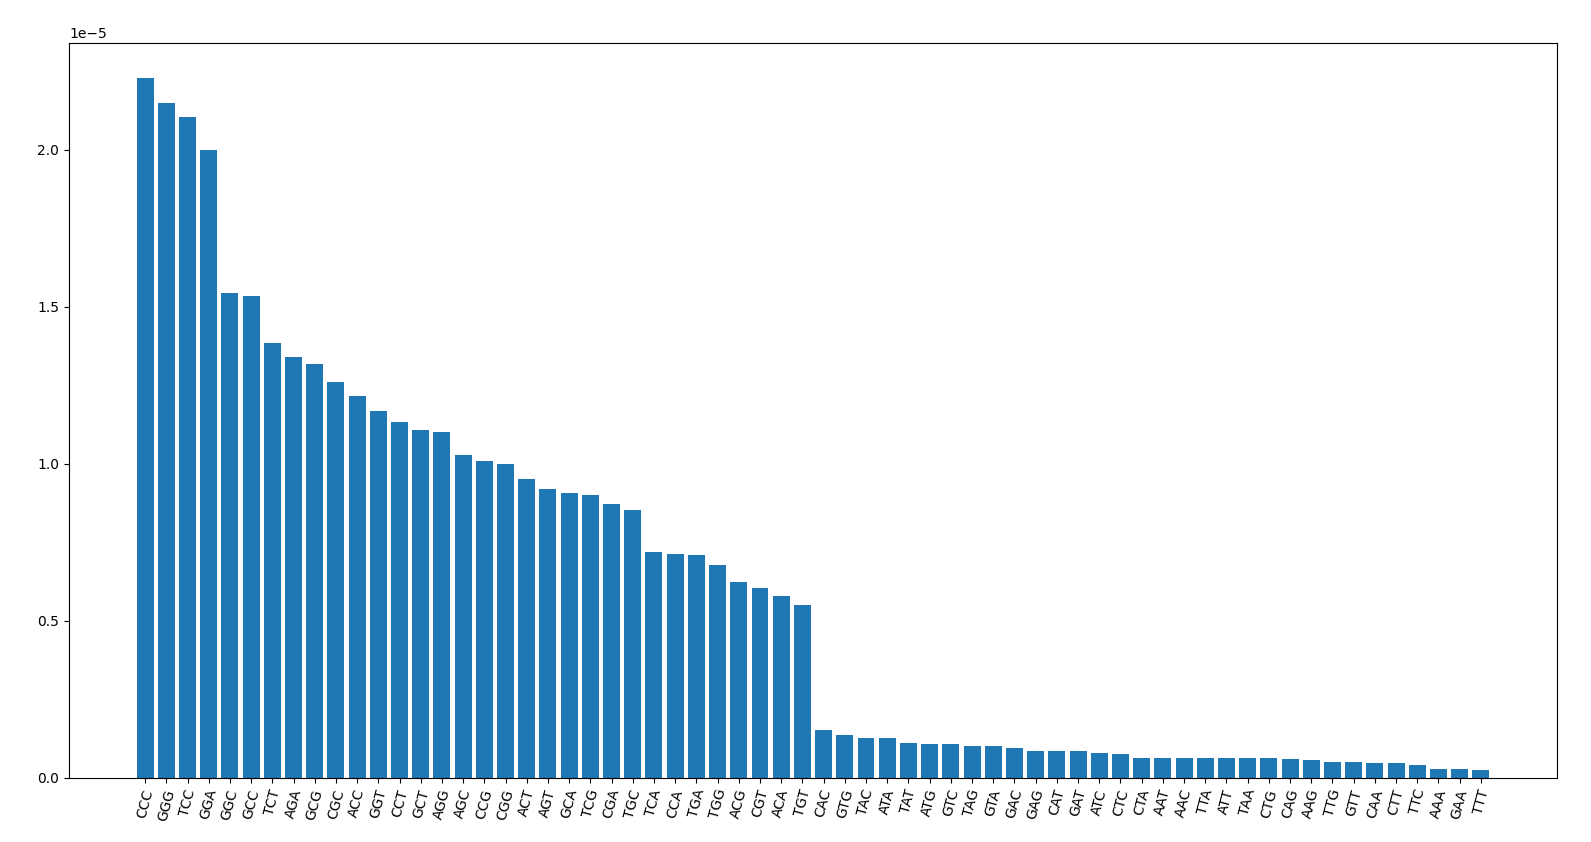 1e−5
2.0
1.5
1.0
0.5
0.0
CCC GGG TCC GGA GGC GCC TCT AGA GCG CGC ACC GGT CCT GCT AGG AGC CCG CGG ACT AGT GCA TCG CGA TGC TCA CCA TGA TGG ACG CGT ACA TGT CAC GTG TAC ATA TAT ATG GTC TAG GTA GAC GAG CAT GAT ATC CTC CTA AAT AAC TTA ATT TAA CTG CAG AAG TTG GTT CAA CTT TTC AAA GAA TTT